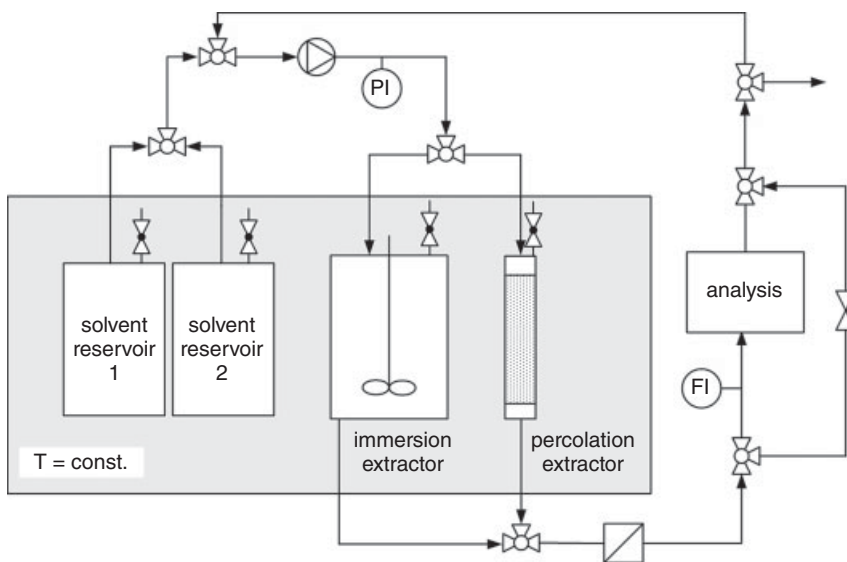 PI
solvent
reservoir
1
solvent
reservoir
2
analysis
FI
immersion
extractor
percolation
extractor
T = const.